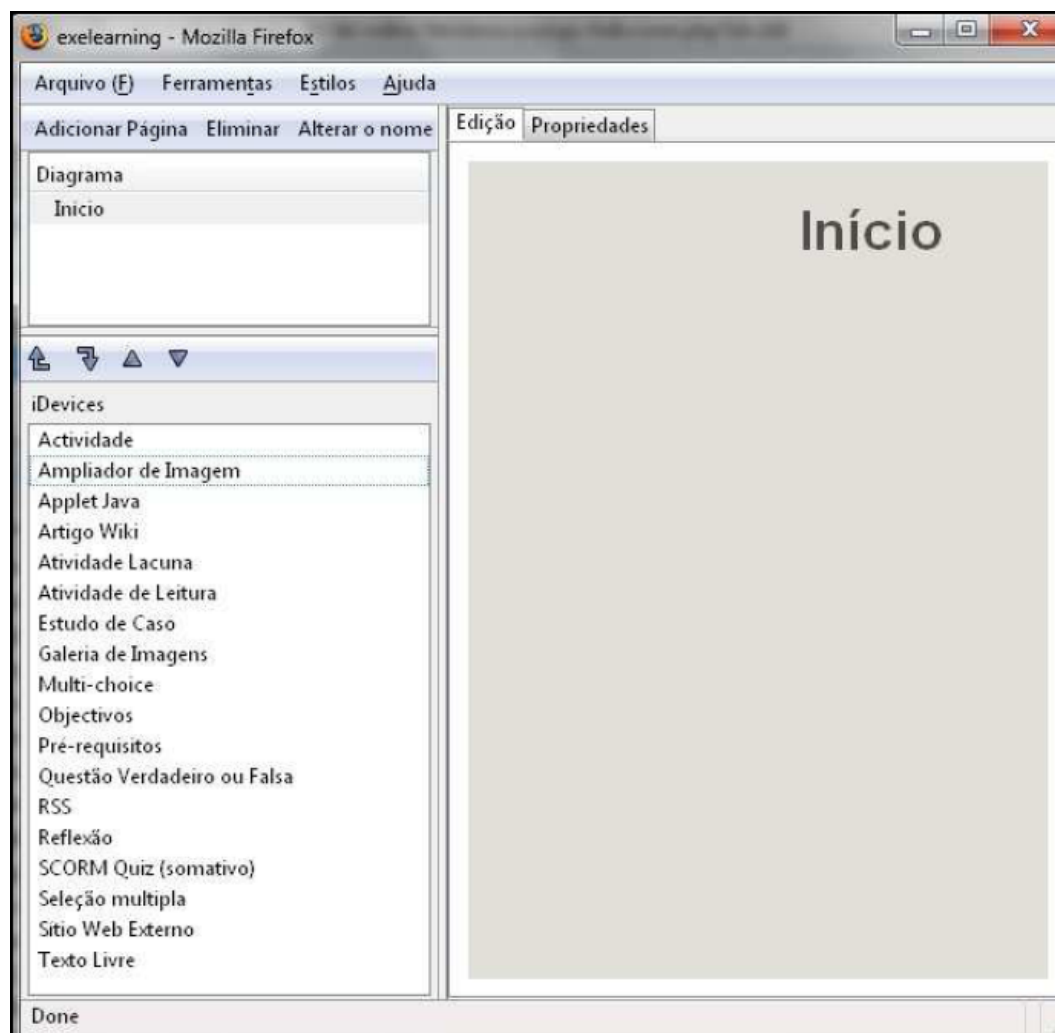 exelearning - Mozilla Firefox
Arquivo (F) Ferramentas Estilos Ajuda
Adicionar Página Eliminar Alterar o nome
Edição Propriedades
Diagrama
Inicio
Início
iDevices
Actividade
Ampliador de Imagem
Applet Java
Artigo Wiki
Atividade Lacuna
Atividade de Leitura
Estudo de Caso
Galeria de Imagens
Multi-choice
Objectivos
Pré-requisitos
Questão Verdadeiro ou Falsa
RSS
Reflexão
SCORM Quiz (somativo)
Seleção multipla
Sítio Web Externo
Texto Livre
Done